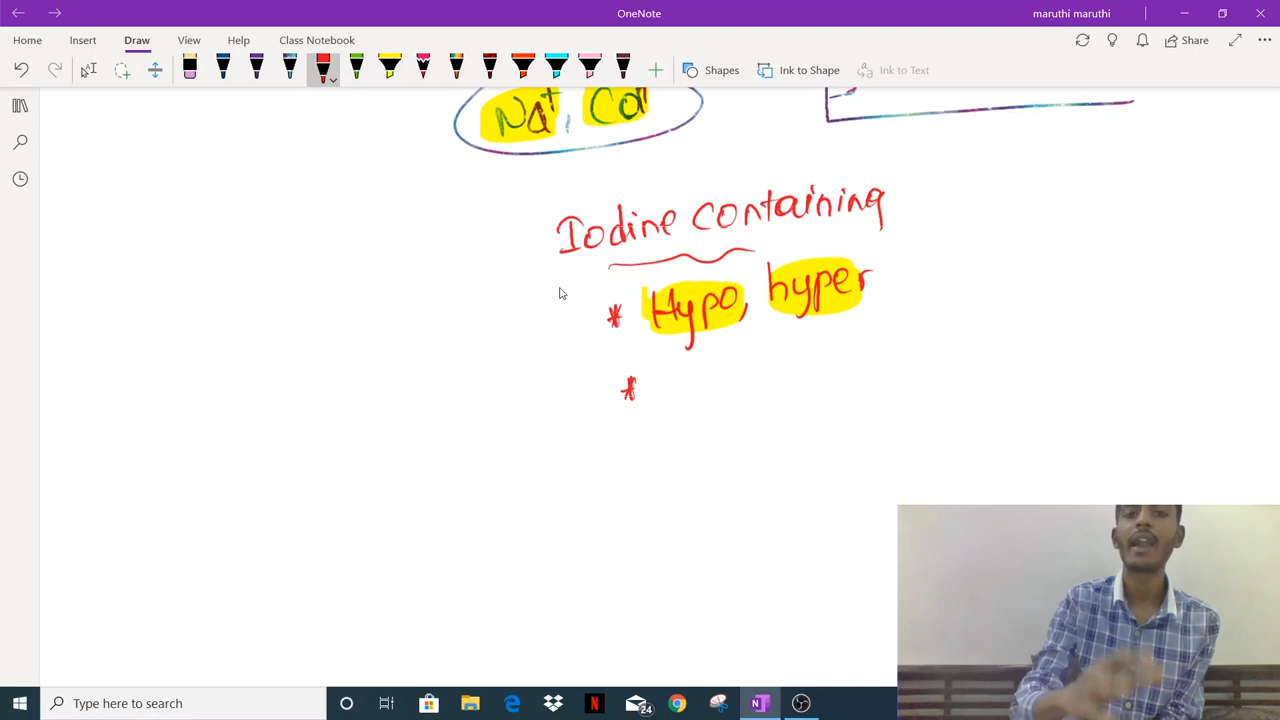 OneNote
maruthi maruthi
Home Insert Draw View Help Class Notebook
Share
Shapes Ink to Shape Ink to Text
Na+,
Iodine containing
* Hypo, hyper
*
Type here to search
24